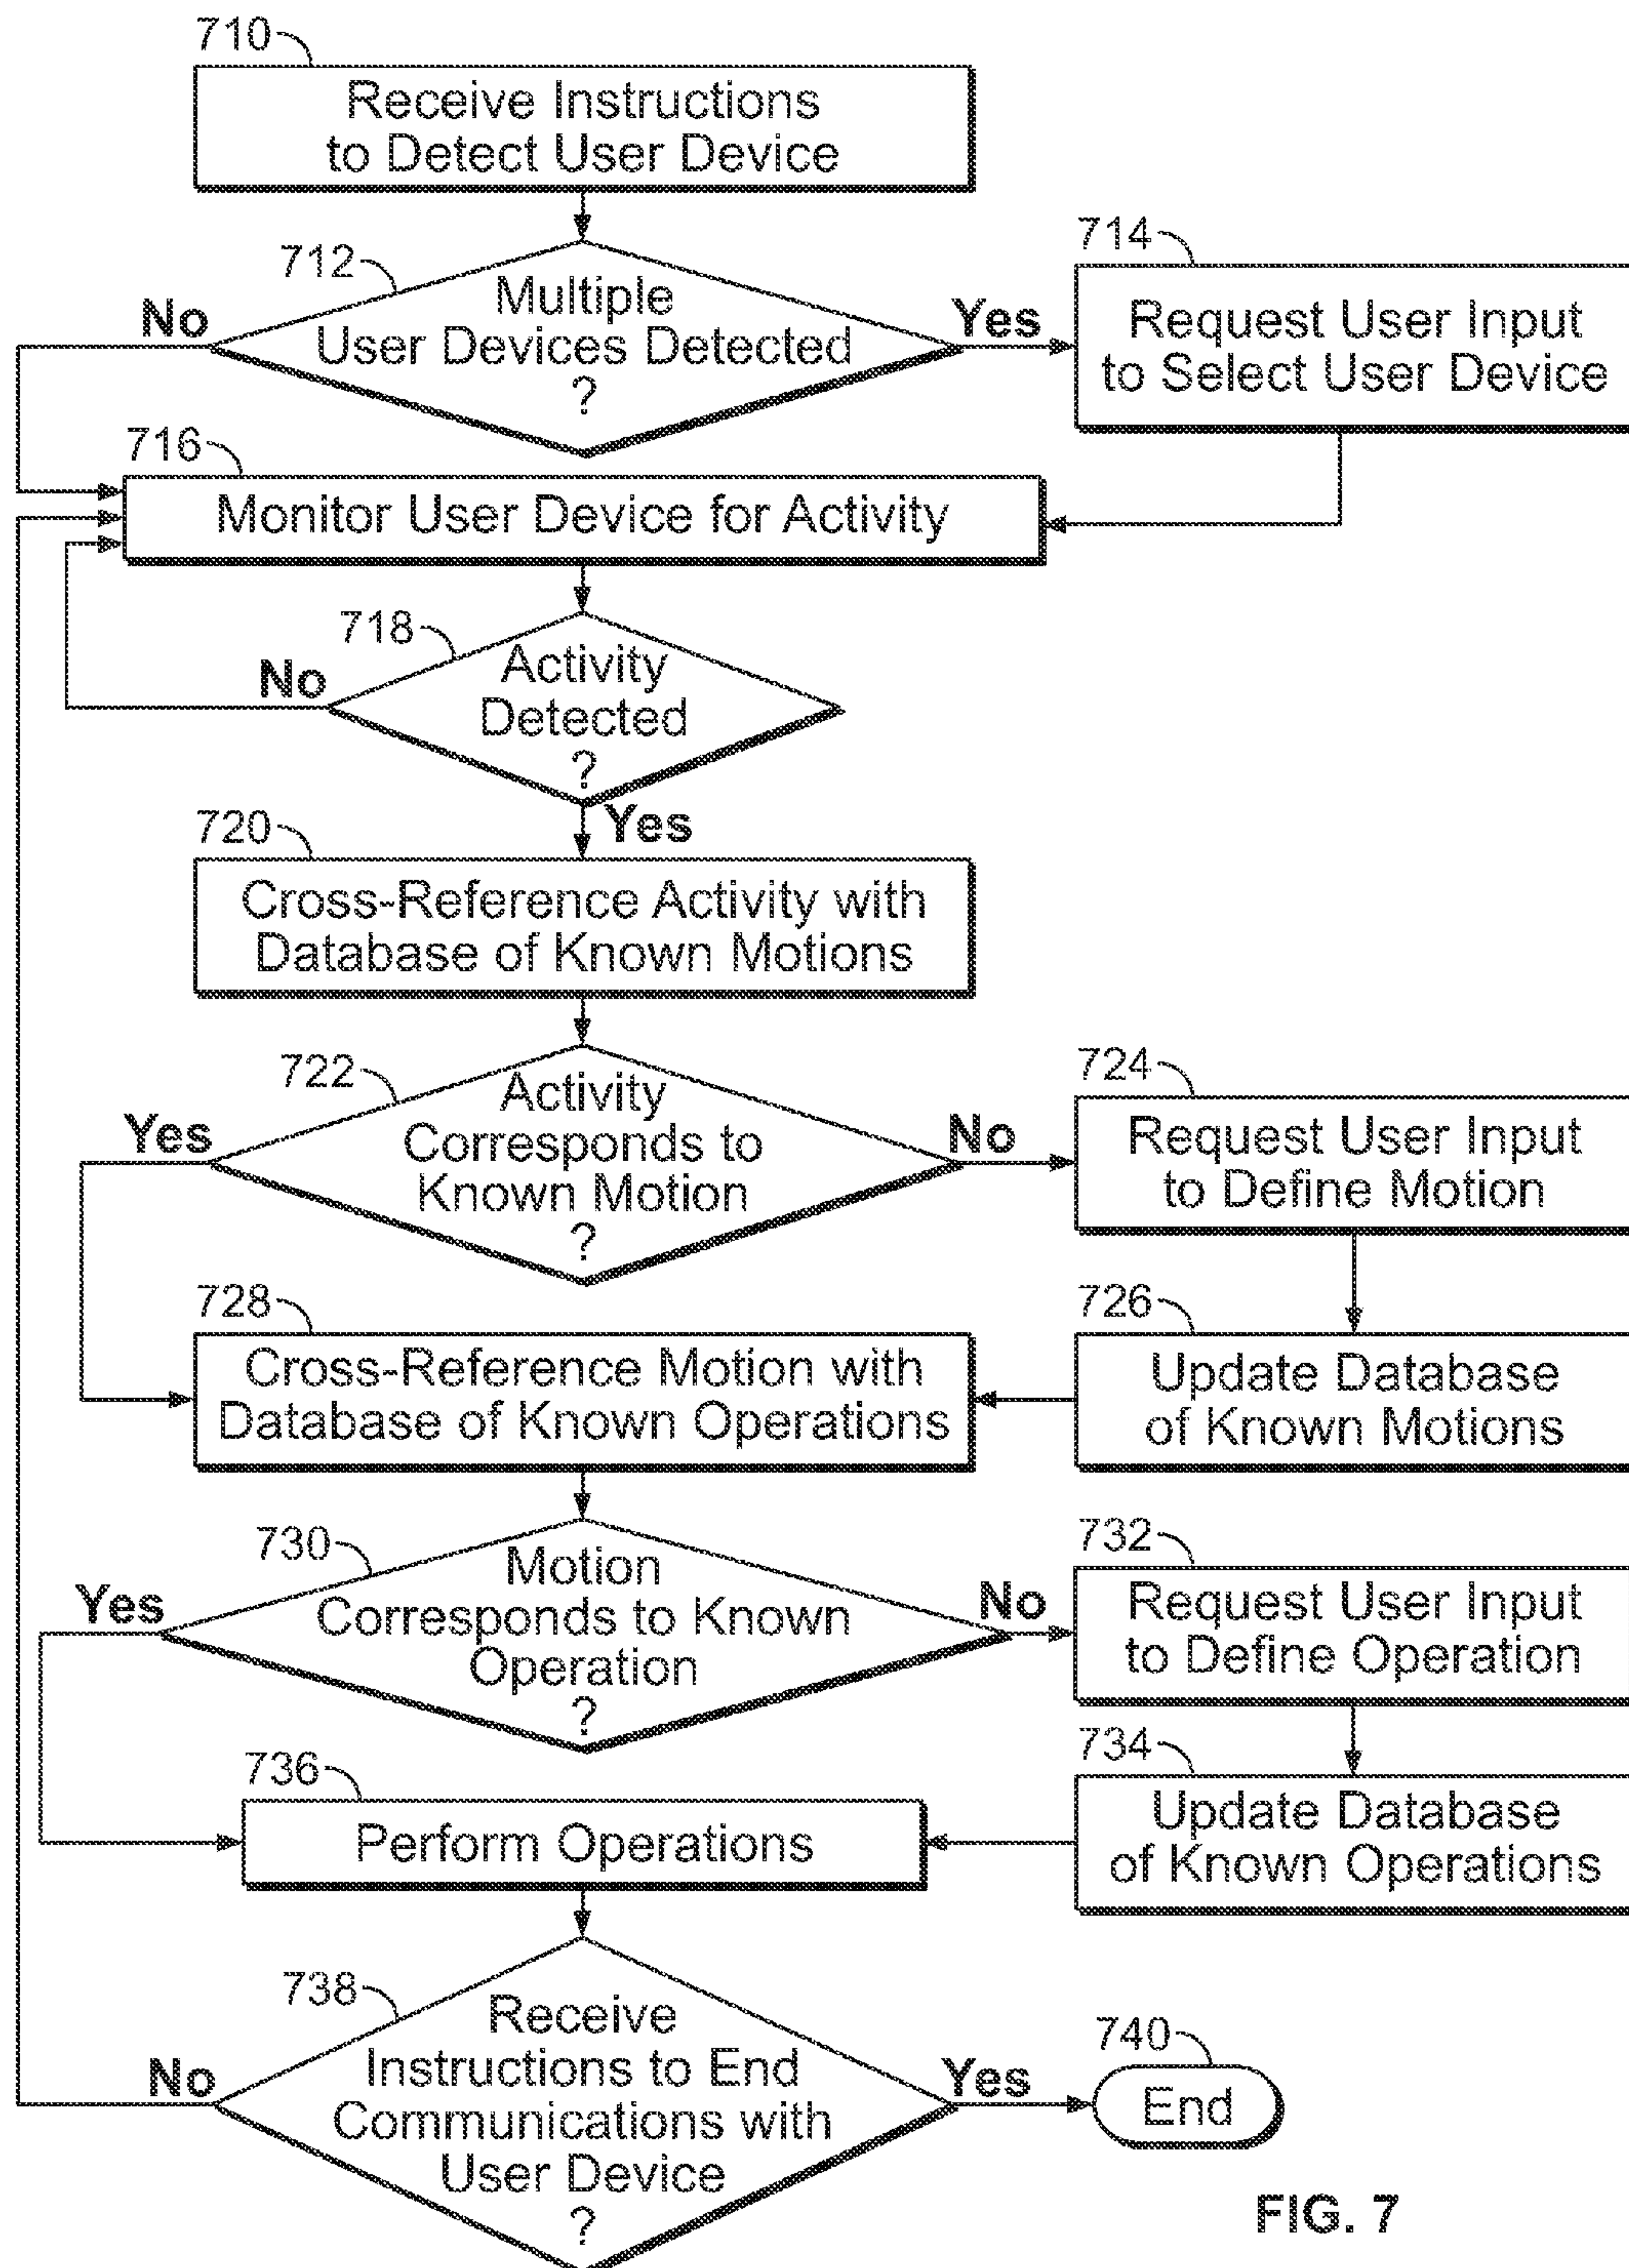 710
Receive Instructions
to Detect User Device
712
Multiple
User Devices Detected
?
No
Yes
714
Request User Input
to Select User Device
716
Monitor User Device for Activity
718
Activity
Detected
?
No
Yes
720
Cross-Reference Activity with
Database of Known Motions
722
Activity
Corresponds to
Known Motion
?
Yes
No
724
Request User Input
to Define Motion
726
Update Database
of Known Motions
728
Cross-Reference Motion with
Database of Known Operations
730
Motion
Corresponds to Known
Operation
?
Yes
No
732
Request User Input
to Define Operation
734
Update Database
of Known Operations
736
Perform Operations
738
Receive
Instructions to End
Communications with
User Device
?
No
Yes
740
End
FIG. 7